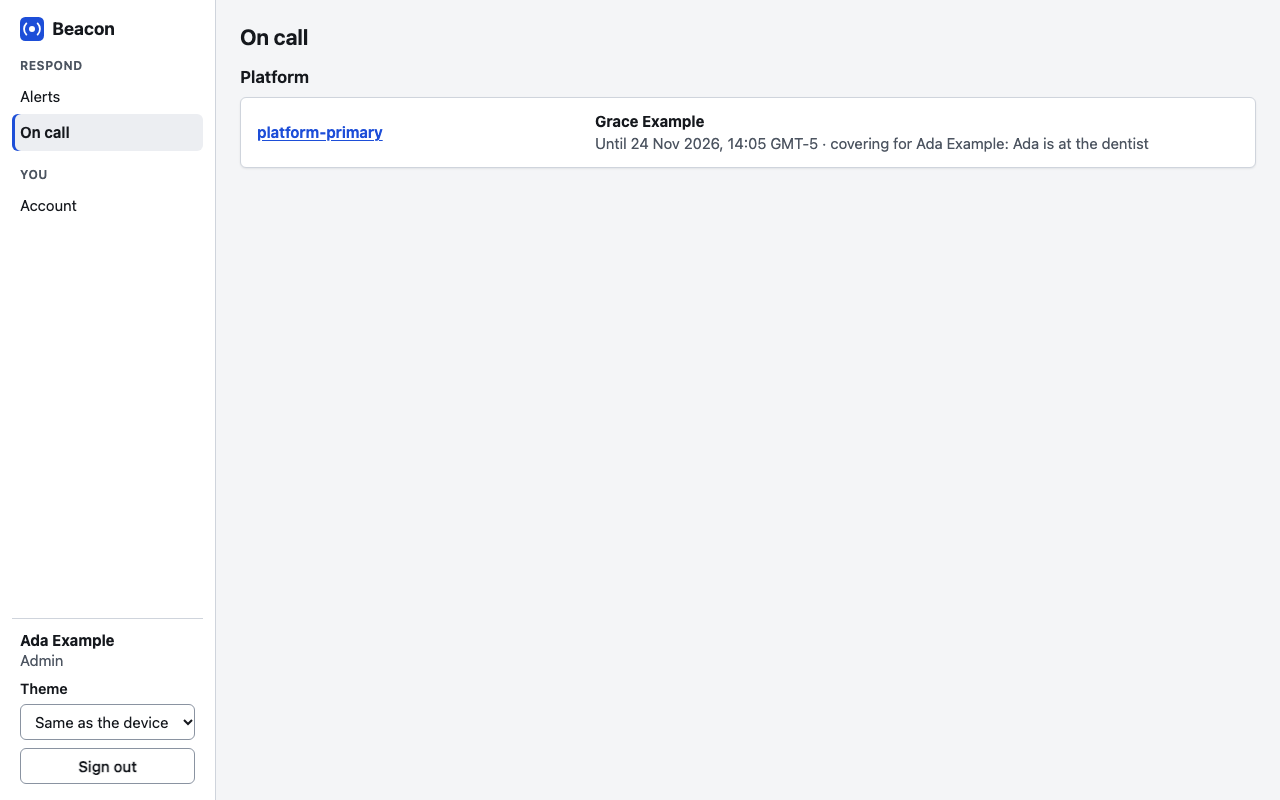 Beacon
RESPOND
Alerts
On call
YOU
Account
Ada Example
Admin
Theme
Same as the device
Sign out
On call
Platform
platform-primary
Grace Example
Until 24 Nov 2026, 14:05 GMT-5 · covering for Ada Example: Ada is at the dentist